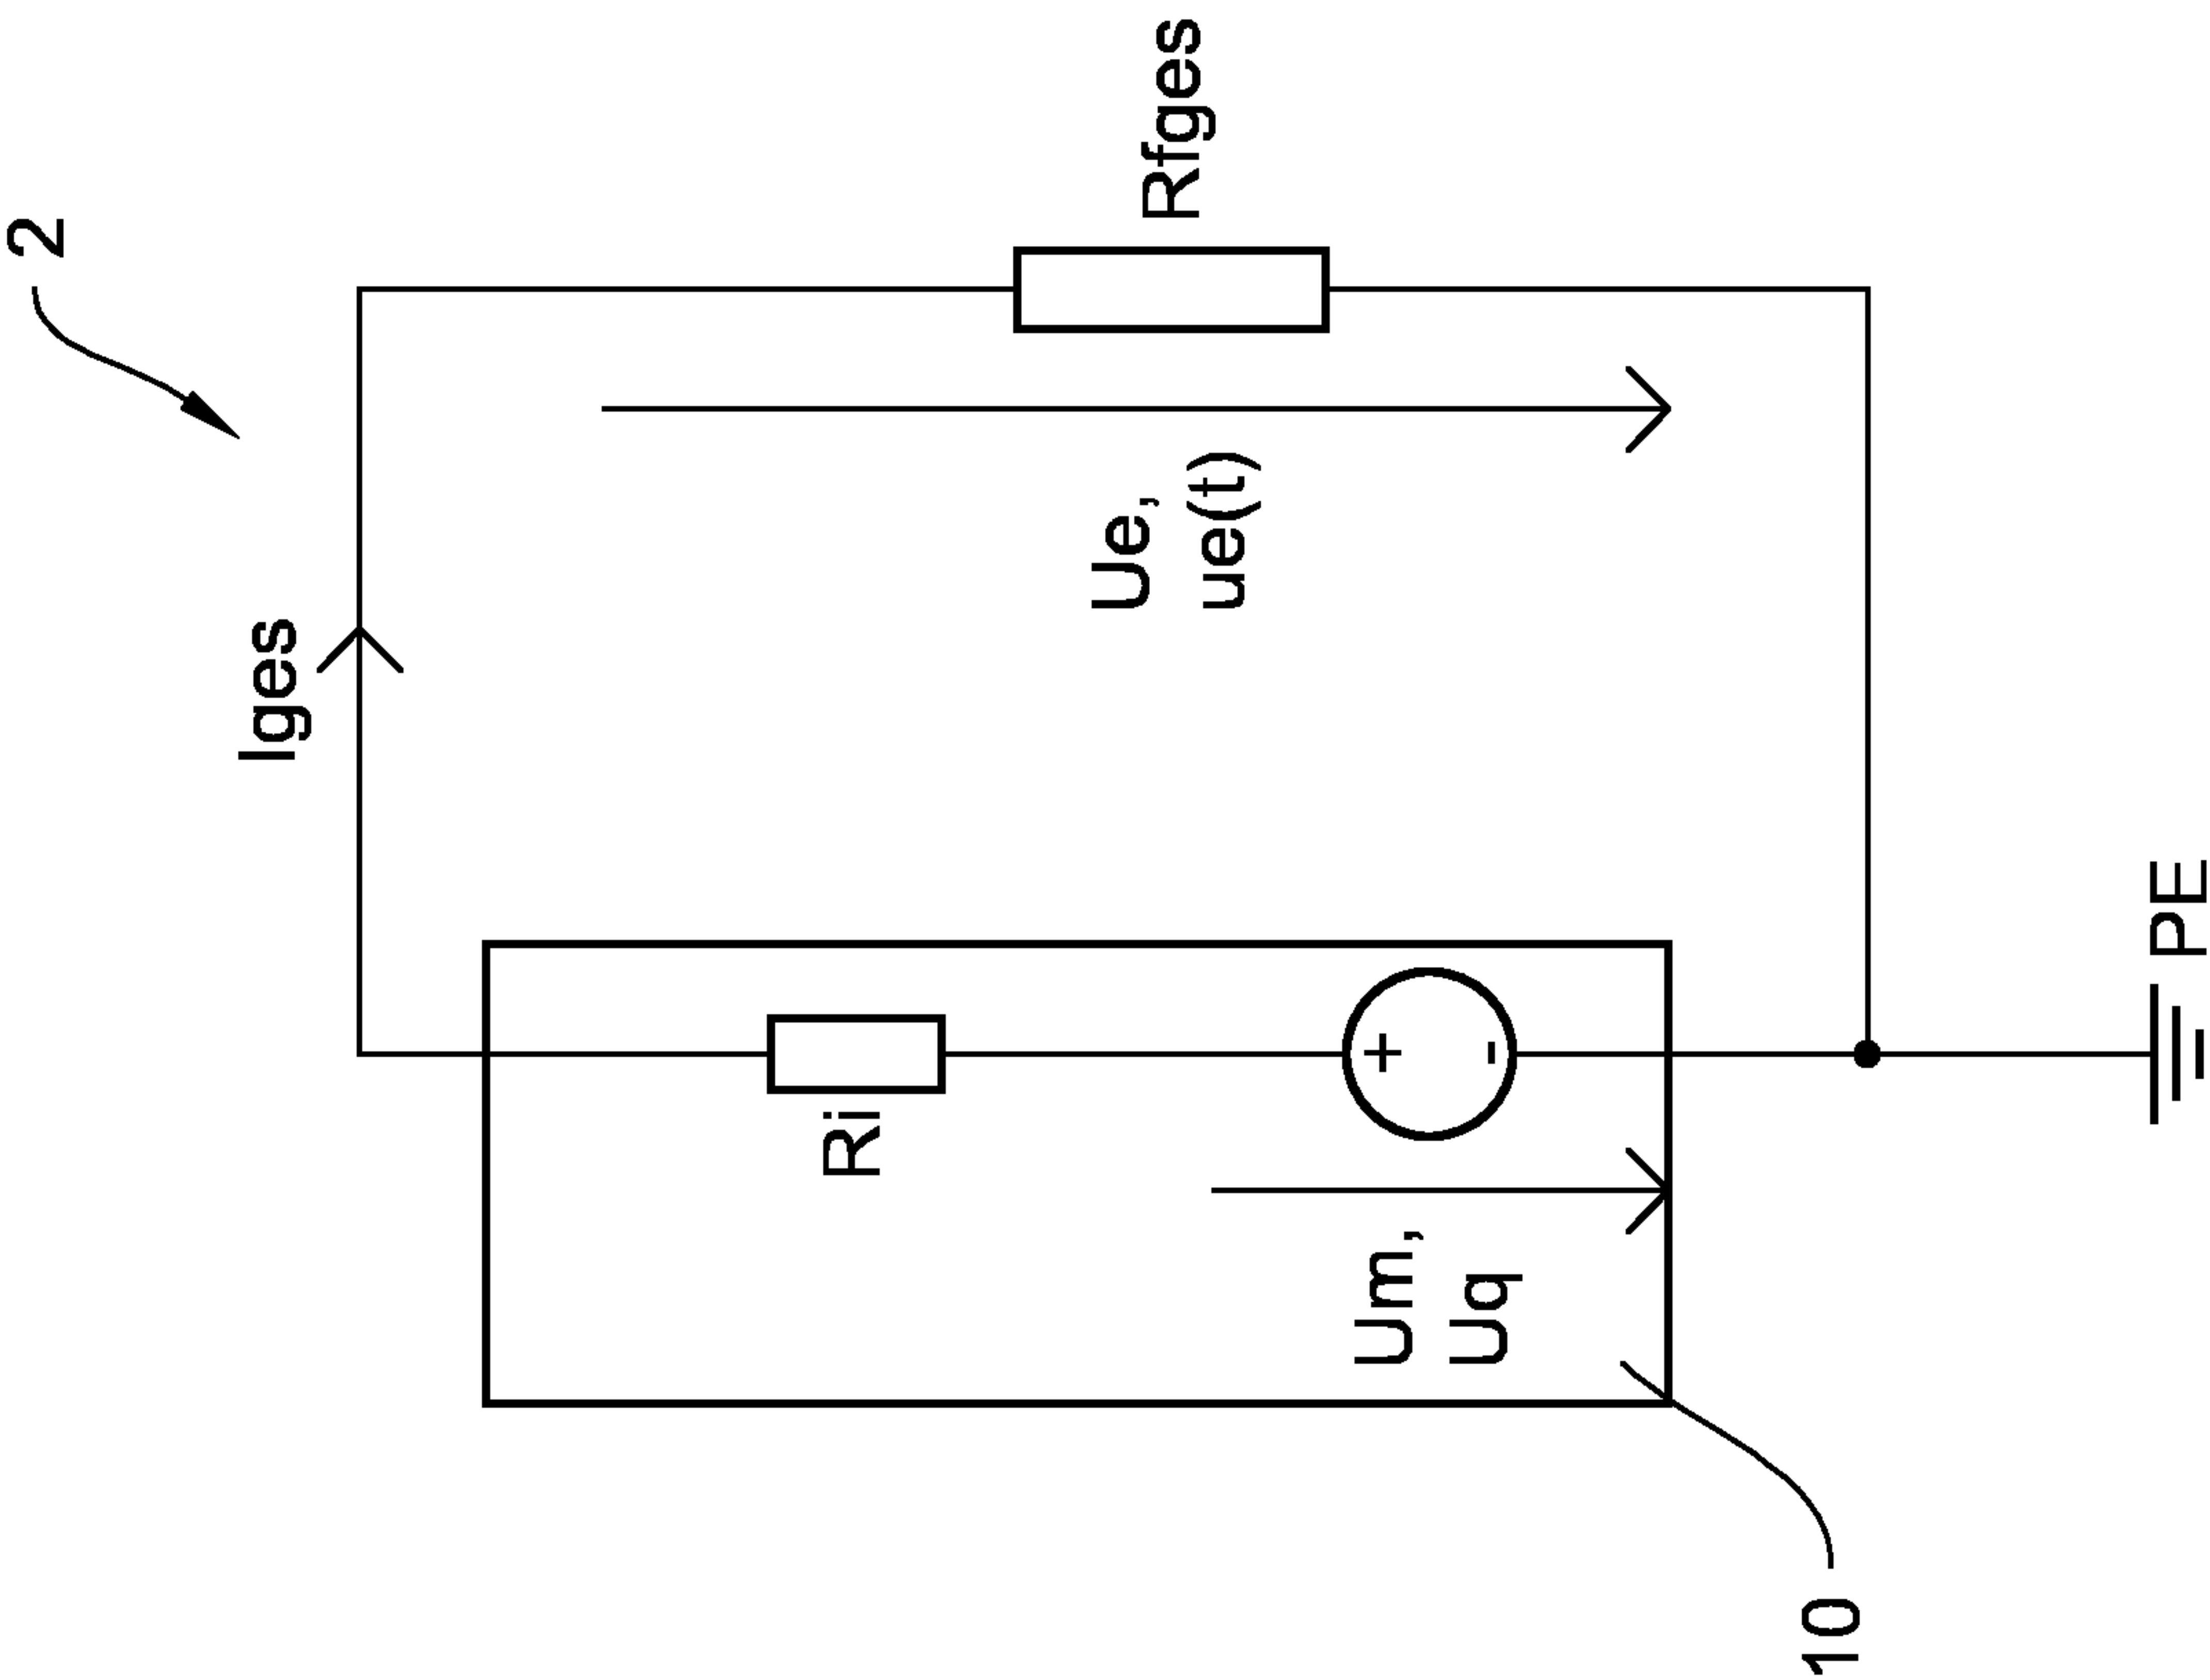 2
Iges
Rfges
Ue,
ue(t)
Ri
+
-
Um,
Uq
10
PE